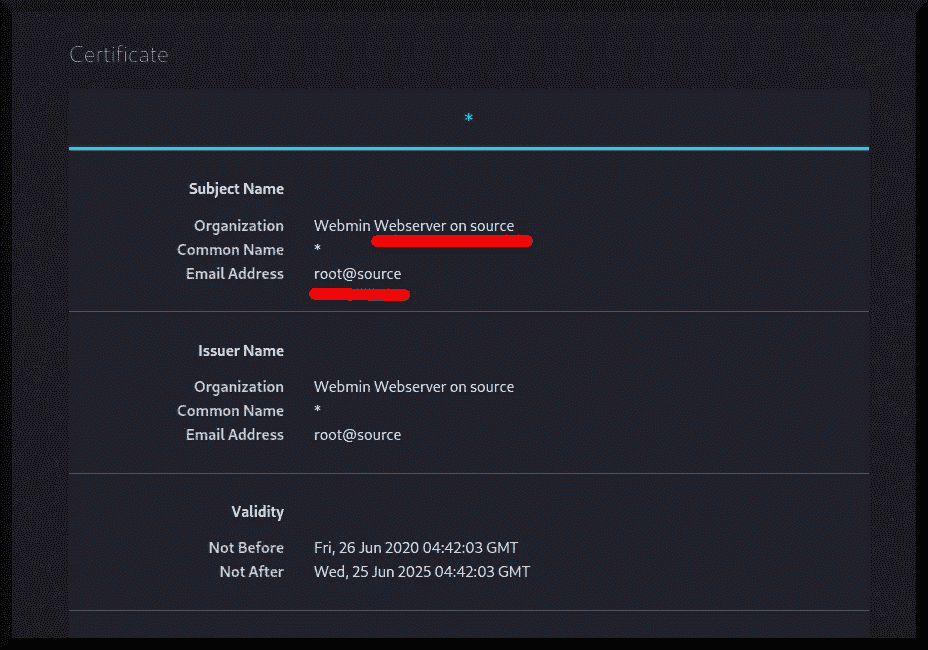 Certificate
*
Subject Name
Organization Webmin Webserver on source
Common Name *
Email Address root@source
Issuer Name
Organization Webmin Webserver on source
Common Name *
Email Address root@source
Validity
Not Before Fri, 26 Jun 2020 04:42:03 GMT
Not After Wed, 25 Jun 2025 04:42:03 GMT